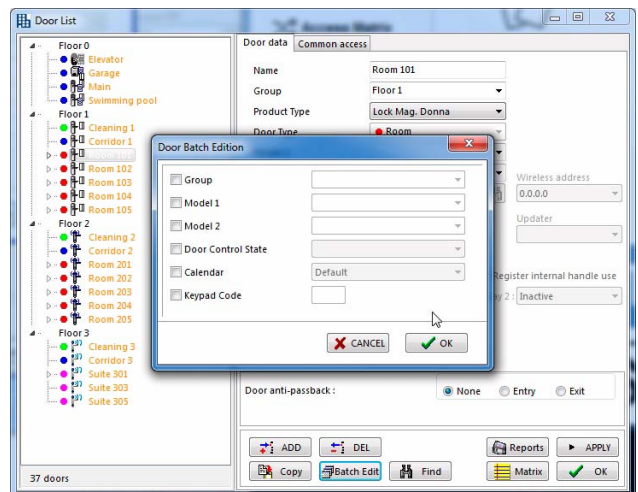 Door List
Access Matrix
Floor 0
Elevator
Garage
Main
Swimming pool
Floor 1
Cleaning 1
Corridor 1
Room 101
Room 102
Room 103
Room 104
Room 105
Floor 2
Cleaning 2
Corridor 2
Room 201
Room 202
Room 203
Room 204
Room 205
Floor 3
Cleaning 3
Corridor 3
Suite 301
Suite 303
Suite 305
37 doors
Door data Common access
Name Room 101
Group Floor 1
Product Type Lock Mag. Donna
Door Type Room
Wireless address
0.0.0.0
Updater
Register internal handle use
Inactive
Door Batch Edition
Group
Model 1
Model 2
Door Control State
Calendar Default
Keypad Code
CANCEL OK
Door anti-passback : None Entry Exit
ADD DEL Reports APPLY
Copy Batch Edit Find Matrix OK